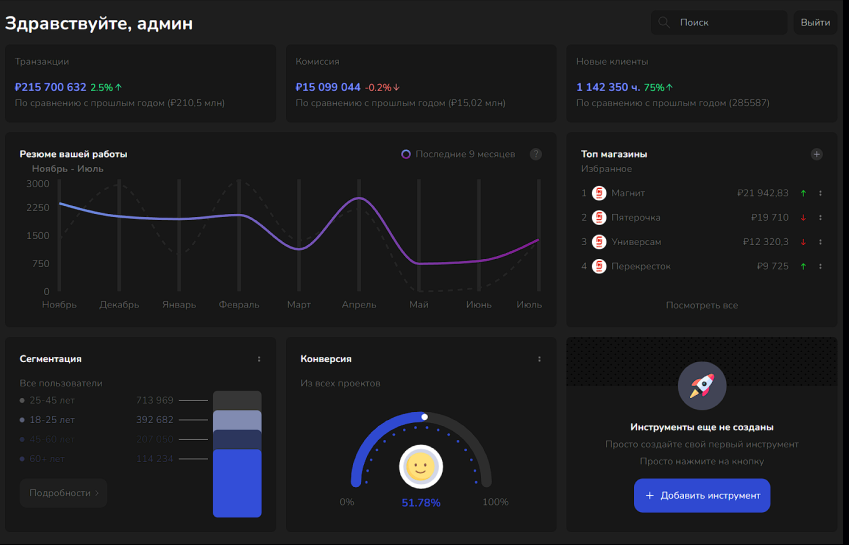 Здравствуйте, админ
Поиск
Выйти
Транзакции
₽215 700 632 2.5%↑
По сравнению с прошлым годом (₽210,5 млн)
Комиссия
₽15 099 044 -0.2%↓
По сравнению с прошлым годом (₽15,02 млн)
Новые клиенты
1 142 350 ч. 75%↑
По сравнению с прошлым годом (285587)
Резюме вашей работы
Последние 9 месяцев
?
Ноябрь - Июль
3000
2250
1500
750
0
Ноябрь Декабрь Январь Февраль Март Апрель Май Июнь Июль
Топ магазины
Избранное
1 Магнит ₽21 942,83 ↑
2 Пятерочка ₽19 710 ↓
3 Универсам ₽12 320,3 ↓
4 Перекресток ₽9 725 ↑
Посмотреть все
Сегментация
Все пользователи
25-45 лет 713 969
18-25 лет 392 682
45-60 лет 207 050
60+ лет 114 234
Подробности ›
Конверсия
Из всех проектов
0% 51.78% 100%
Инструменты еще не созданы
Просто создайте свой первый инструмент
Просто нажмите на кнопку
+ Добавить инструмент